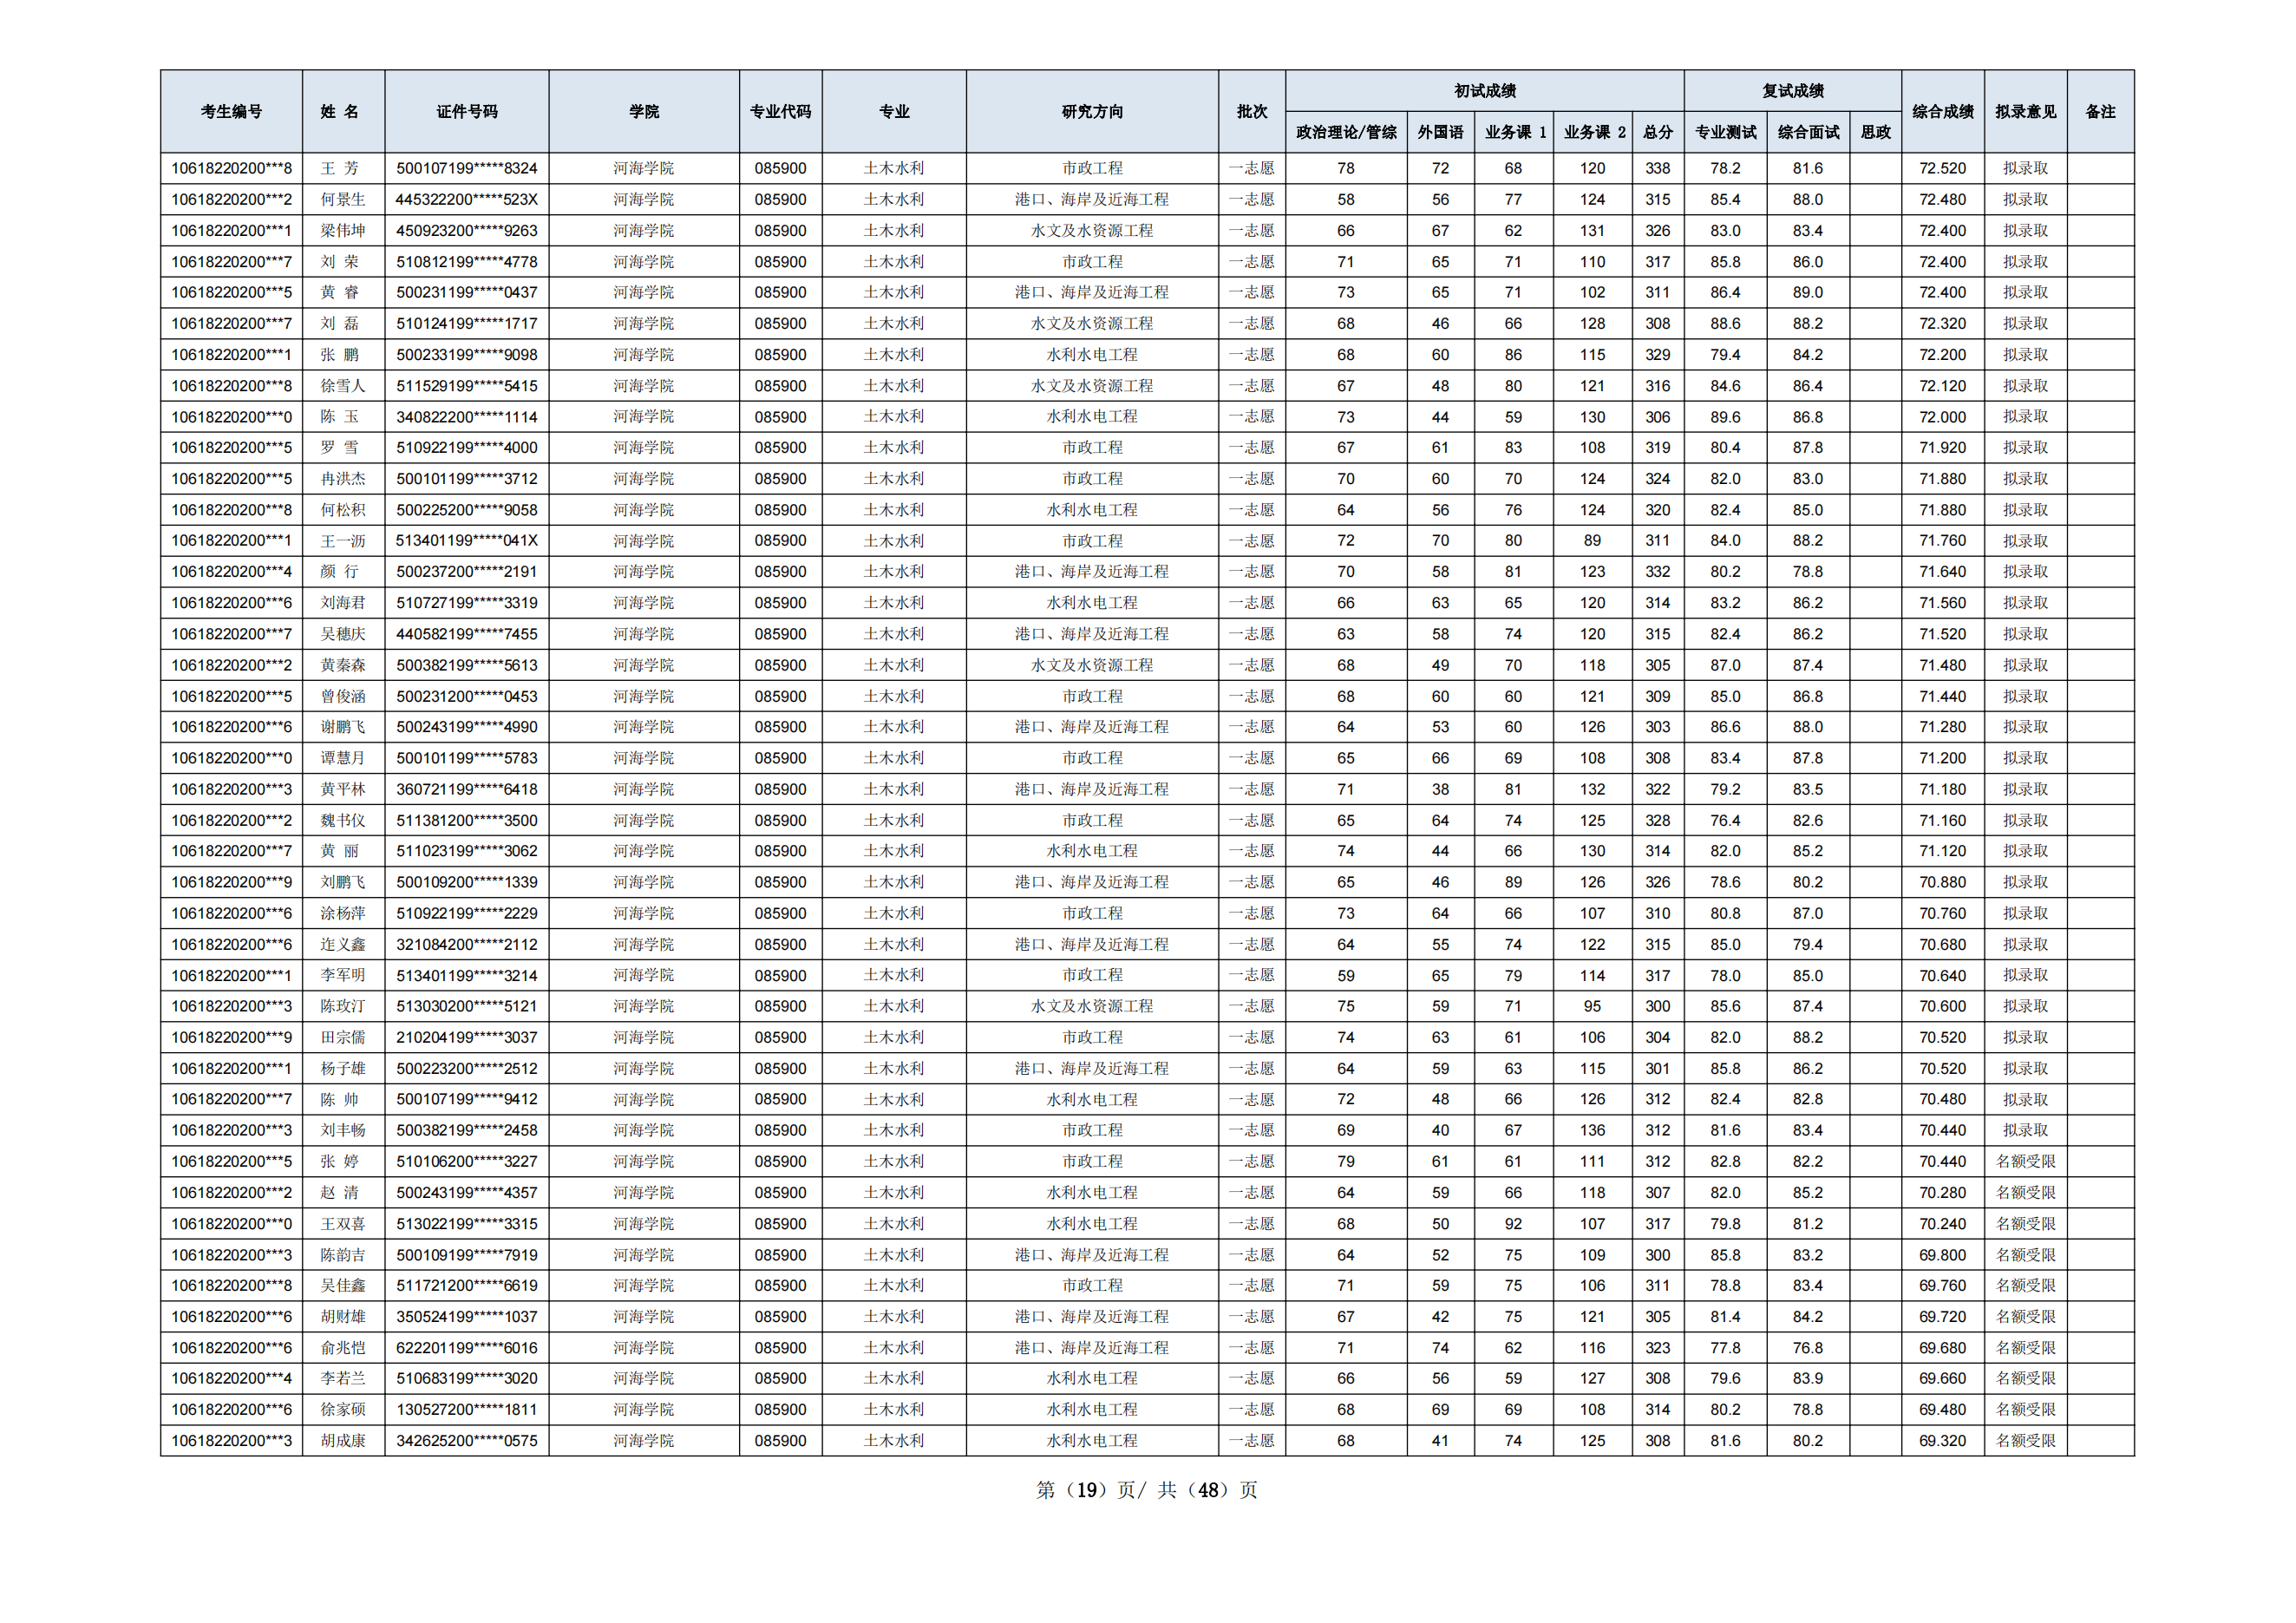 考生编号 姓 名 证件号码 学院 专业代码 专业 研究方向 批次 初试成绩 复试成绩 综合成绩 拟录意见 备注
政治理论/管综 外国语 业务课 1 业务课 2 总分 专业测试 综合面试 思政
10618220200***8 王 芳 500107199*****8324 河海学院 085900 土木水利 市政工程 一志愿 78 72 68 120 338 78.2 81.6 72.520 拟录取
10618220200***2 何景生 445322200*****523X 河海学院 085900 土木水利 港口、海岸及近海工程 一志愿 58 56 77 124 315 85.4 88.0 72.480 拟录取
10618220200***1 梁伟坤 450923200*****9263 河海学院 085900 土木水利 水文及水资源工程 一志愿 66 67 62 131 326 83.0 83.4 72.400 拟录取
10618220200***7 刘 荣 510812199*****4778 河海学院 085900 土木水利 市政工程 一志愿 71 65 71 110 317 85.8 86.0 72.400 拟录取
10618220200***5 黄 睿 500231199*****0437 河海学院 085900 土木水利 港口、海岸及近海工程 一志愿 73 65 71 102 311 86.4 89.0 72.400 拟录取
10618220200***7 刘 磊 510124199*****1717 河海学院 085900 土木水利 水文及水资源工程 一志愿 68 46 66 128 308 88.6 88.2 72.320 拟录取
10618220200***1 张 鹏 500233199*****9098 河海学院 085900 土木水利 水利水电工程 一志愿 68 60 86 115 329 79.4 84.2 72.200 拟录取
10618220200***8 徐雪人 511529199*****5415 河海学院 085900 土木水利 水文及水资源工程 一志愿 67 48 80 121 316 84.6 86.4 72.120 拟录取
10618220200***0 陈 玉 340822200*****1114 河海学院 085900 土木水利 水利水电工程 一志愿 73 44 59 130 306 89.6 86.8 72.000 拟录取
10618220200***5 罗 雪 510922199*****4000 河海学院 085900 土木水利 市政工程 一志愿 67 61 83 108 319 80.4 87.8 71.920 拟录取
10618220200***5 冉洪杰 500101199*****3712 河海学院 085900 土木水利 市政工程 一志愿 70 60 70 124 324 82.0 83.0 71.880 拟录取
10618220200***8 何松积 500225200*****9058 河海学院 085900 土木水利 水利水电工程 一志愿 64 56 76 124 320 82.4 85.0 71.880 拟录取
10618220200***1 王一沥 513401199*****041X 河海学院 085900 土木水利 市政工程 一志愿 72 70 80 89 311 84.0 88.2 71.760 拟录取
10618220200***4 颜 行 500237200*****2191 河海学院 085900 土木水利 港口、海岸及近海工程 一志愿 70 58 81 123 332 80.2 78.8 71.640 拟录取
10618220200***6 刘海君 510727199*****3319 河海学院 085900 土木水利 水利水电工程 一志愿 66 63 65 120 314 83.2 86.2 71.560 拟录取
10618220200***7 吴穗庆 440582199*****7455 河海学院 085900 土木水利 港口、海岸及近海工程 一志愿 63 58 74 120 315 82.4 86.2 71.520 拟录取
10618220200***2 黄秦森 500382199*****5613 河海学院 085900 土木水利 水文及水资源工程 一志愿 68 49 70 118 305 87.0 87.4 71.480 拟录取
10618220200***5 曾俊涵 500231200*****0453 河海学院 085900 土木水利 市政工程 一志愿 68 60 60 121 309 85.0 86.8 71.440 拟录取
10618220200***6 谢鹏飞 500243199*****4990 河海学院 085900 土木水利 港口、海岸及近海工程 一志愿 64 53 60 126 303 86.6 88.0 71.280 拟录取
10618220200***0 谭慧月 500101199*****5783 河海学院 085900 土木水利 市政工程 一志愿 65 66 69 108 308 83.4 87.8 71.200 拟录取
10618220200***3 黄平林 360721199*****6418 河海学院 085900 土木水利 港口、海岸及近海工程 一志愿 71 38 81 132 322 79.2 83.5 71.180 拟录取
10618220200***2 魏书仪 511381200*****3500 河海学院 085900 土木水利 市政工程 一志愿 65 64 74 125 328 76.4 82.6 71.160 拟录取
10618220200***7 黄 丽 511023199*****3062 河海学院 085900 土木水利 水利水电工程 一志愿 74 44 66 130 314 82.0 85.2 71.120 拟录取
10618220200***9 刘鹏飞 500109200*****1339 河海学院 085900 土木水利 港口、海岸及近海工程 一志愿 65 46 89 126 326 78.6 80.2 70.880 拟录取
10618220200***6 涂杨萍 510922199*****2229 河海学院 085900 土木水利 市政工程 一志愿 73 64 66 107 310 80.8 87.0 70.760 拟录取
10618220200***6 迮义鑫 321084200*****2112 河海学院 085900 土木水利 港口、海岸及近海工程 一志愿 64 55 74 122 315 85.0 79.4 70.680 拟录取
10618220200***1 李军明 513401199*****3214 河海学院 085900 土木水利 市政工程 一志愿 59 65 79 114 317 78.0 85.0 70.640 拟录取
10618220200***3 陈玫汀 513030200*****5121 河海学院 085900 土木水利 水文及水资源工程 一志愿 75 59 71 95 300 85.6 87.4 70.600 拟录取
10618220200***9 田宗儒 210204199*****3037 河海学院 085900 土木水利 市政工程 一志愿 74 63 61 106 304 82.0 88.2 70.520 拟录取
10618220200***1 杨子雄 500223200*****2512 河海学院 085900 土木水利 港口、海岸及近海工程 一志愿 64 59 63 115 301 85.8 86.2 70.520 拟录取
10618220200***7 陈 帅 500107199*****9412 河海学院 085900 土木水利 水利水电工程 一志愿 72 48 66 126 312 82.4 82.8 70.480 拟录取
10618220200***3 刘丰畅 500382199*****2458 河海学院 085900 土木水利 市政工程 一志愿 69 40 67 136 312 81.6 83.4 70.440 拟录取
10618220200***5 张 婷 510106200*****3227 河海学院 085900 土木水利 市政工程 一志愿 79 61 61 111 312 82.8 82.2 70.440 名额受限
10618220200***2 赵 清 500243199*****4357 河海学院 085900 土木水利 水利水电工程 一志愿 64 59 66 118 307 82.0 85.2 70.280 名额受限
10618220200***0 王双喜 513022199*****3315 河海学院 085900 土木水利 水利水电工程 一志愿 68 50 92 107 317 79.8 81.2 70.240 名额受限
10618220200***3 陈韵吉 500109199*****7919 河海学院 085900 土木水利 港口、海岸及近海工程 一志愿 64 52 75 109 300 85.8 83.2 69.800 名额受限
10618220200***8 吴佳鑫 511721200*****6619 河海学院 085900 土木水利 市政工程 一志愿 71 59 75 106 311 78.8 83.4 69.760 名额受限
10618220200***6 胡财雄 350524199*****1037 河海学院 085900 土木水利 港口、海岸及近海工程 一志愿 67 42 75 121 305 81.4 84.2 69.720 名额受限
10618220200***6 俞兆恺 622201199*****6016 河海学院 085900 土木水利 港口、海岸及近海工程 一志愿 71 74 62 116 323 77.8 76.8 69.680 名额受限
10618220200***4 李若兰 510683199*****3020 河海学院 085900 土木水利 水利水电工程 一志愿 66 56 59 127 308 79.6 83.9 69.660 名额受限
10618220200***6 徐家硕 130527200*****1811 河海学院 085900 土木水利 水利水电工程 一志愿 68 69 69 108 314 80.2 78.8 69.480 名额受限
10618220200***3 胡成康 342625200*****0575 河海学院 085900 土木水利 水利水电工程 一志愿 68 41 74 125 308 81.6 80.2 69.320 名额受限
第（19）页/ 共（48）页